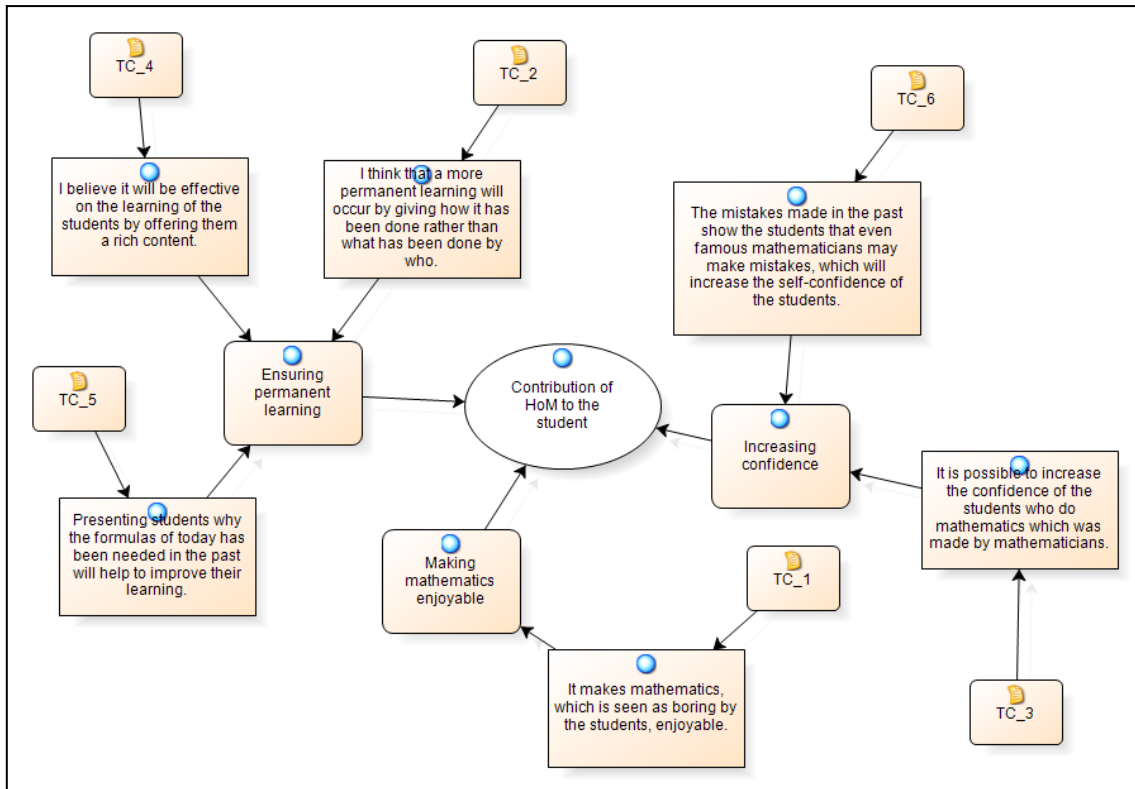 TC_4
TC_2
TC_6
I believe it will be effective
on the learning of the
students by offering them
a rich content.
I think that a more
permanent learning will
occur by giving how it has
been done rather than
what has been done by
who.
The mistakes made in the past
show the students that even
famous mathematicians may
make mistakes, which will
increase the self-confidence of
the students.
TC_5
Ensuring
permanent
learning
Contribution of
HoM to the
student
Increasing
confidence
Presenting students why
the formulas of today has
been needed in the past
will help to improve their
learning.
Making
mathematics
enjoyable
TC_1
It is possible to increase
the confidence of the
students who do
mathematics which was
made by mathematicians.
It makes mathematics,
which is seen as boring by
the students, enjoyable.
TC_3